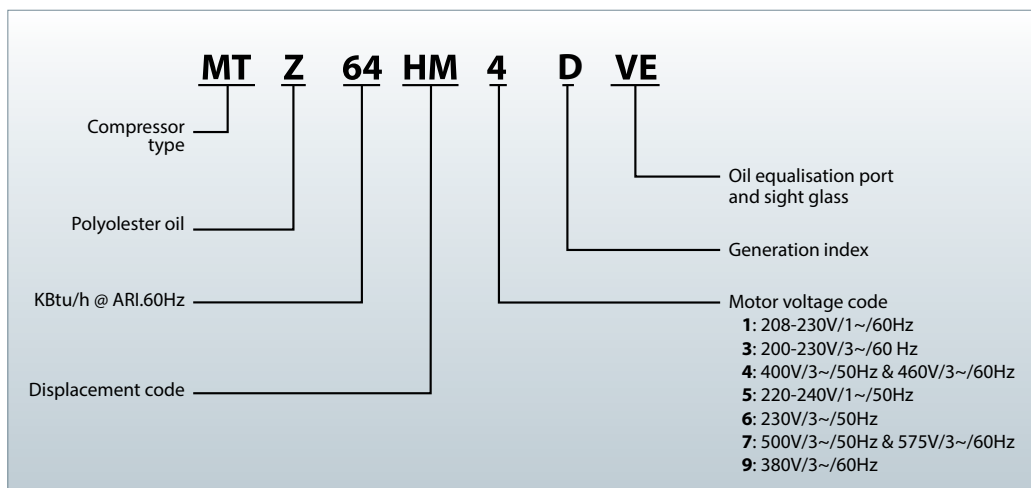 MT Z 64 HM 4 D VE
Compressor
type
Polyolester oil
KBtu/h @ ARI.60Hz
Displacement code
Oil equalisation port
and sight glass
Generation index
Motor voltage code
1: 208-230V/1~/60Hz
3: 200-230V/3~/60 Hz
4: 400V/3~/50Hz & 460V/3~/60Hz
5: 220-240V/1~/50Hz
6: 230V/3~/50Hz
7: 500V/3~/50Hz & 575V/3~/60Hz
9: 380V/3~/60Hz